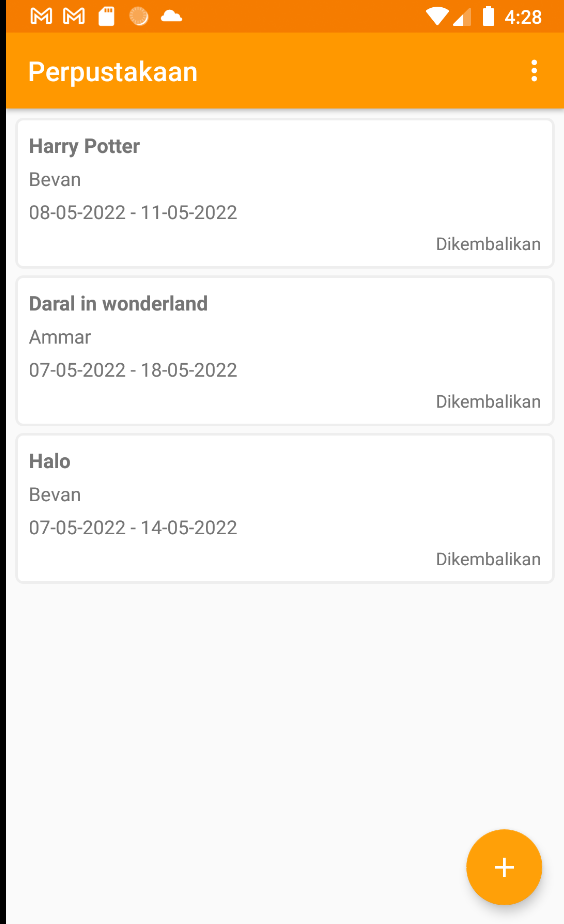 4:28
Perpustakaan
Harry Potter
Bevan
08-05-2022 - 11-05-2022
Dikembalikan
Daral in wonderland
Ammar
07-05-2022 - 18-05-2022
Dikembalikan
Halo
Bevan
07-05-2022 - 14-05-2022
Dikembalikan